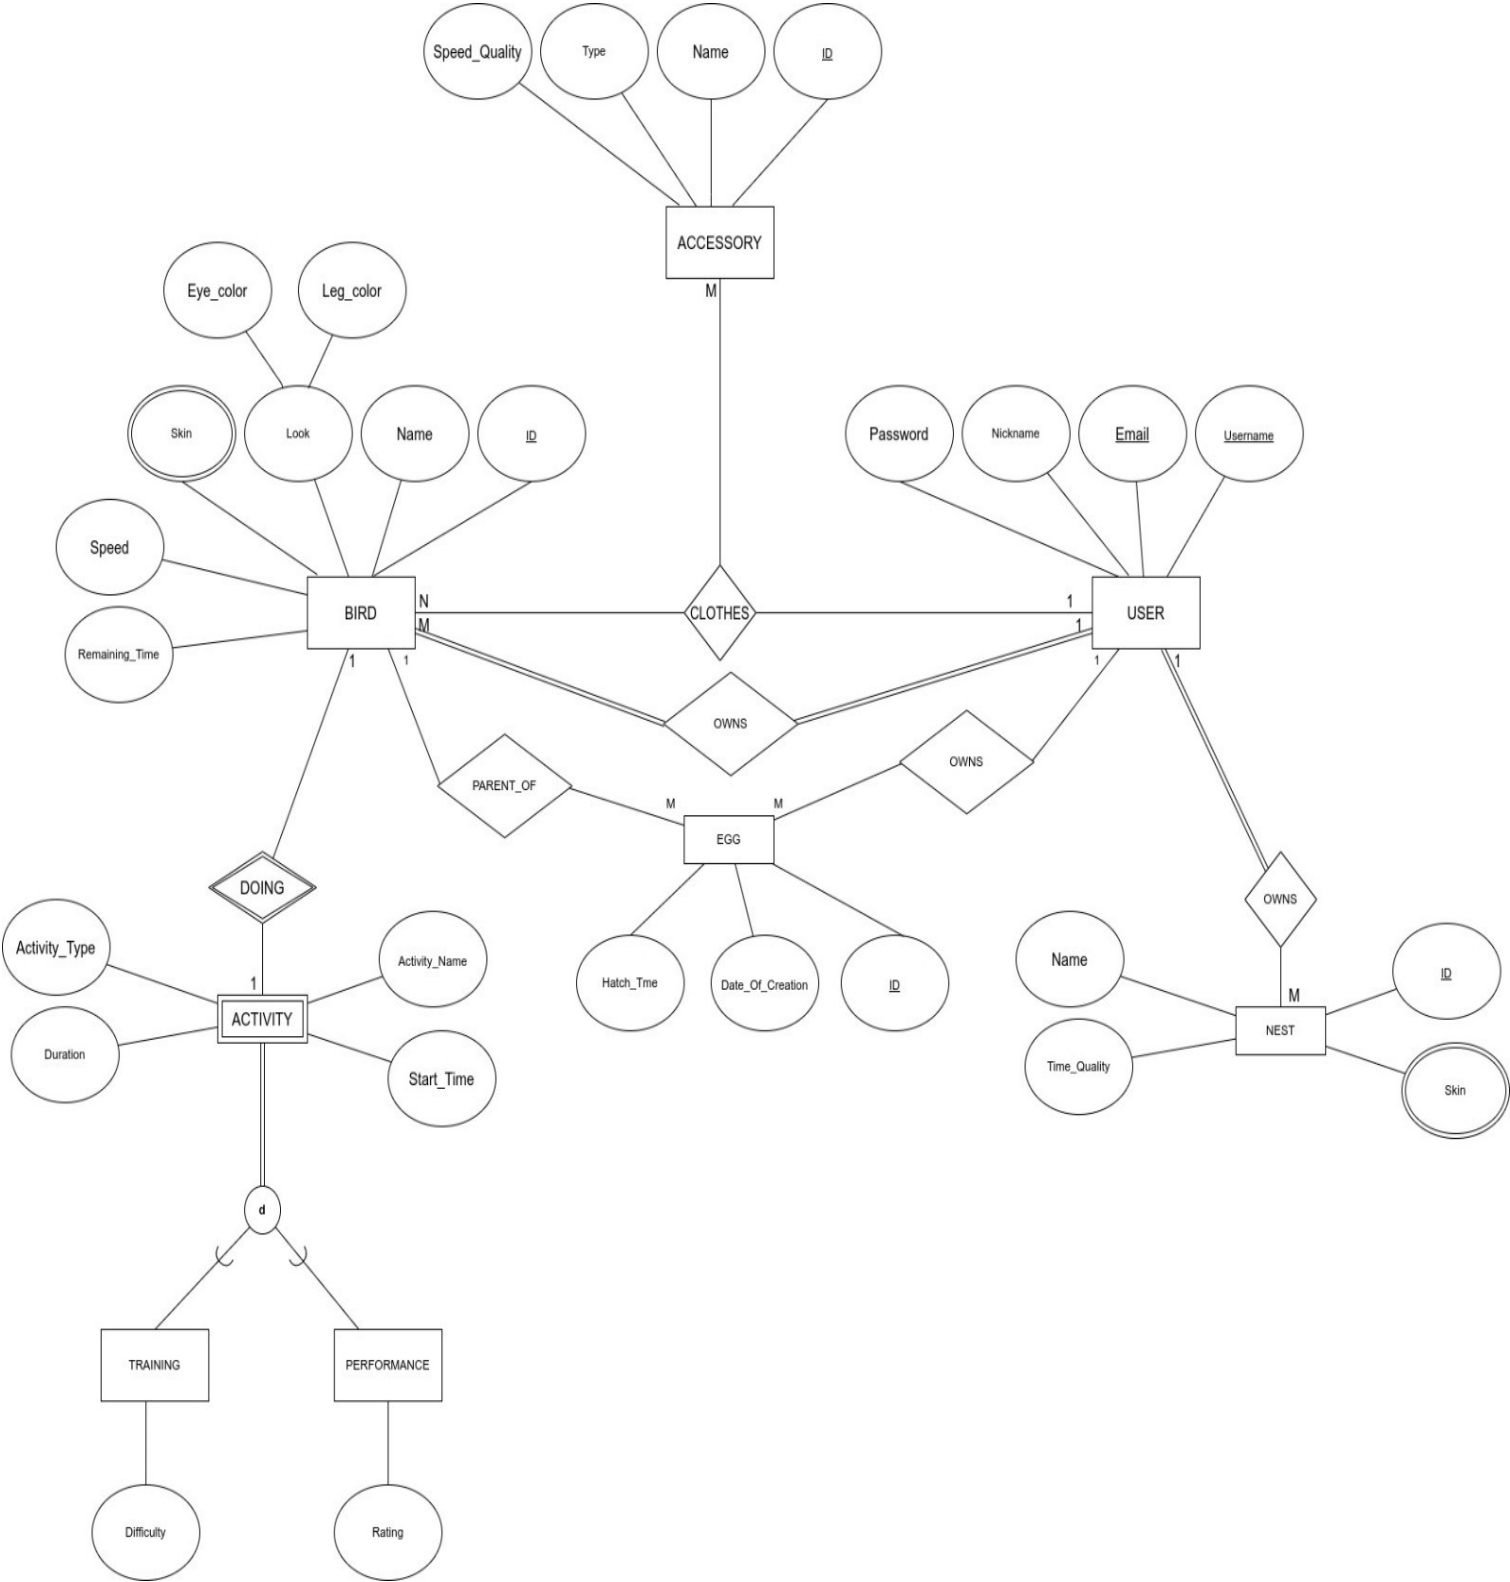 Speed_Quality
Type
Name
ID
ACCESSORY
M
Eye_color
Leg_color
Skin
Look
Name
ID
Password
Nickname
Email
Username
Speed
Remaining_Time
BIRD
N
M
1
1
CLOTHES
1
1
1
1
USER
OWNS
PARENT_OF
OWNS
M
M
EGG
DOING
OWNS
Activity_Type
Activity_Name
Hatch_Tme
Date_Of_Creation
ID
Name
ID
1
ACTIVITY
M
NEST
Duration
Start_Time
Time_Quality
Skin
d
TRAINING
PERFORMANCE
Difficulty
Rating